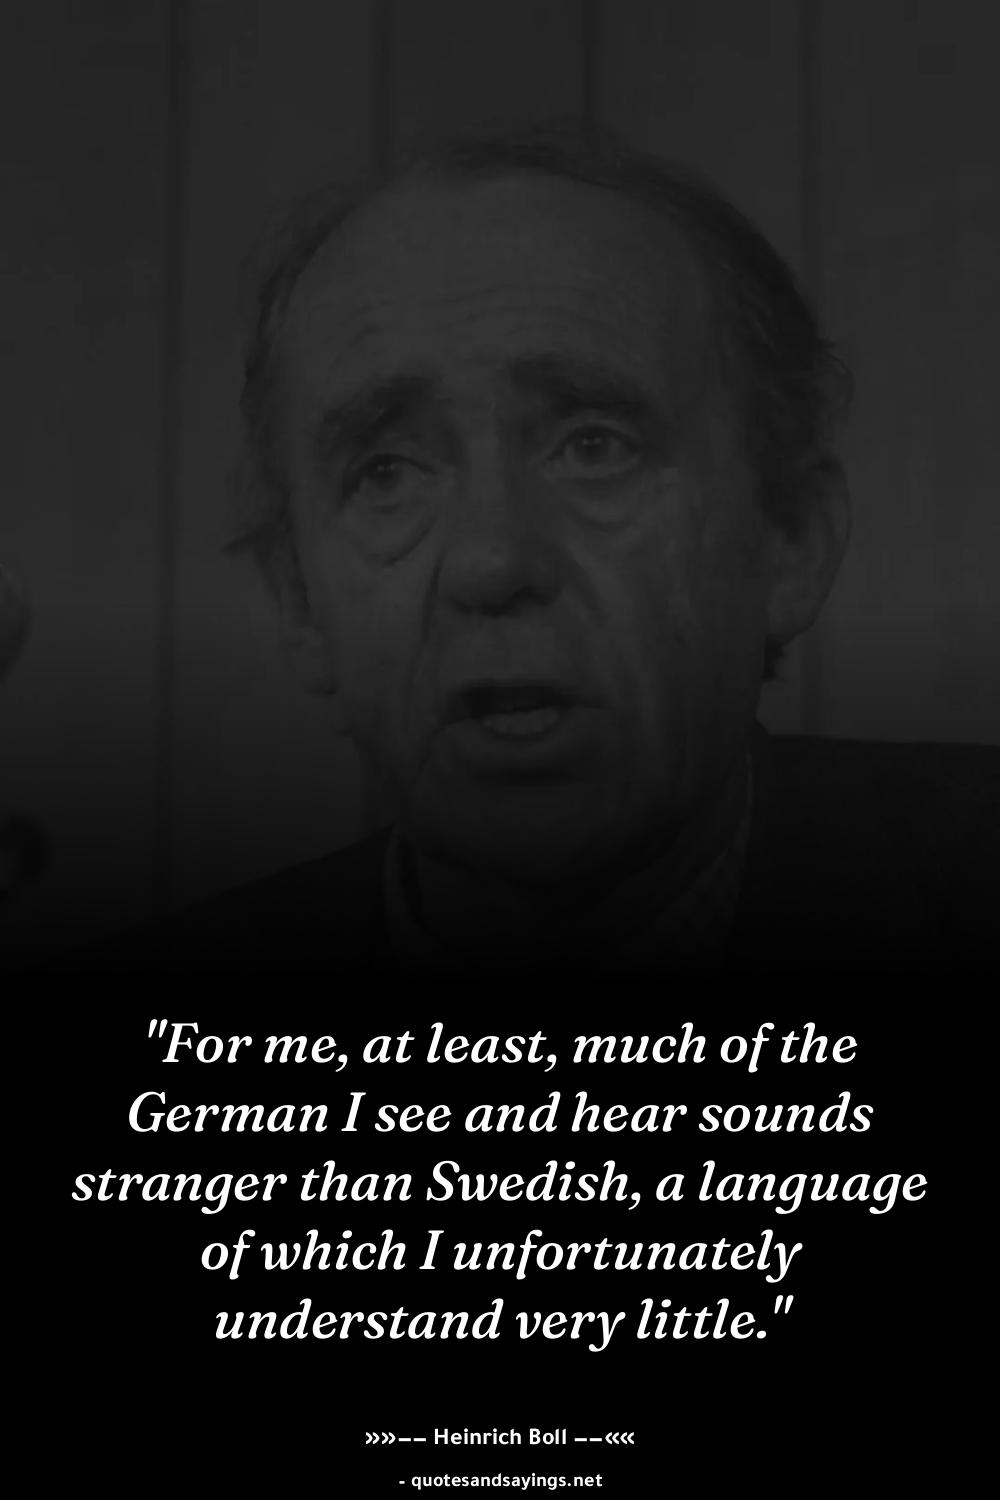 "For me, at least, much of the
German I see and hear sounds
stranger than Swedish, a language
of which I unfortunately
understand very little."
»»−− Heinrich Boll −−««
- quotesandsayings.net